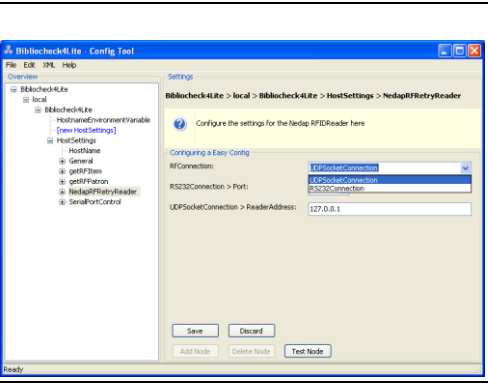 Bibliocheck4Lite - Config Tool
File Edit XML Help
Overview
Bibliocheck4Lite
local
Bibliocheck4Lite
HostnameEnvironmentVariable
[new HostSettings]
HostSettings
HostName
General
getRFItem
getRFPatron
NedapRFRetryReader
SerialPortControl
Settings
Bibliocheck4Lite > local > Bibliocheck4Lite > HostSettings > NedapRFRetryReader
Configure the settings for the Nedap RFIDReader here
Configuring a Easy Config
RFConnection:
UDPSocketConnection
UDPSocketConnection
RS232Connection
RS232Connection > Port:
UDPSocketConnection > ReaderAddress:
127.0.0.1
Save Discard
Add Node Delete Node Test Node
Ready